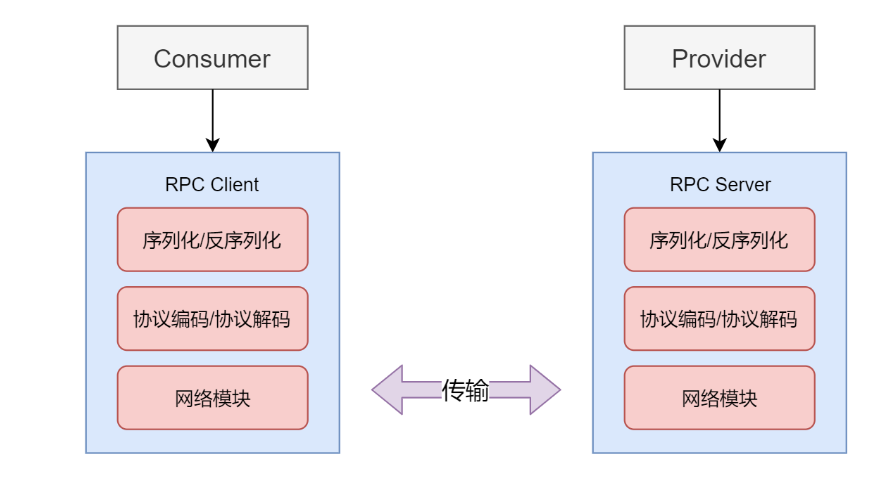 Consumer
Provider
RPC Client
RPC Server
序列化/反序列化
序列化/反序列化
协议编码/协议解码
协议编码/协议解码
网络模块
传输
网络模块